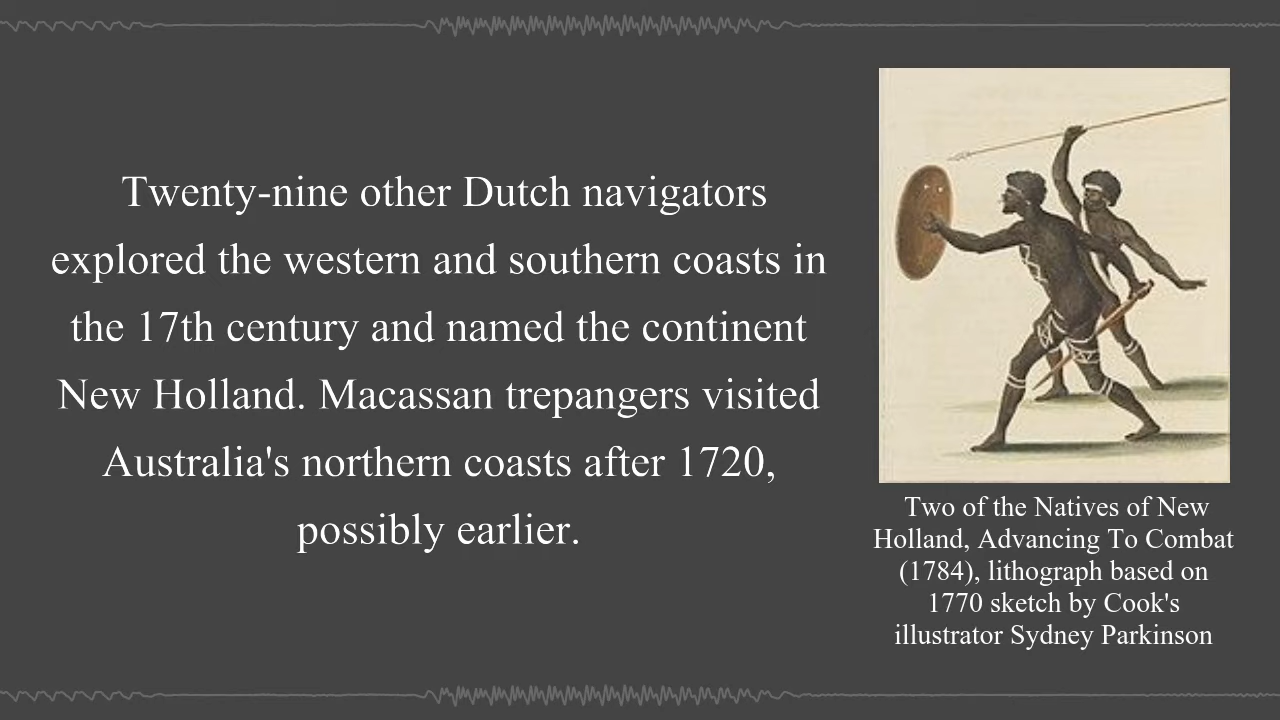 Twenty-nine other Dutch navigators
explored the western and southern coasts in
the 17th century and named the continent
New Holland. Macassan trepangers visited
Australia's northern coasts after 1720,
possibly earlier.
Two of the Natives of New
Holland, Advancing To Combat
(1784), lithograph based on
1770 sketch by Cook's
illustrator Sydney Parkinson